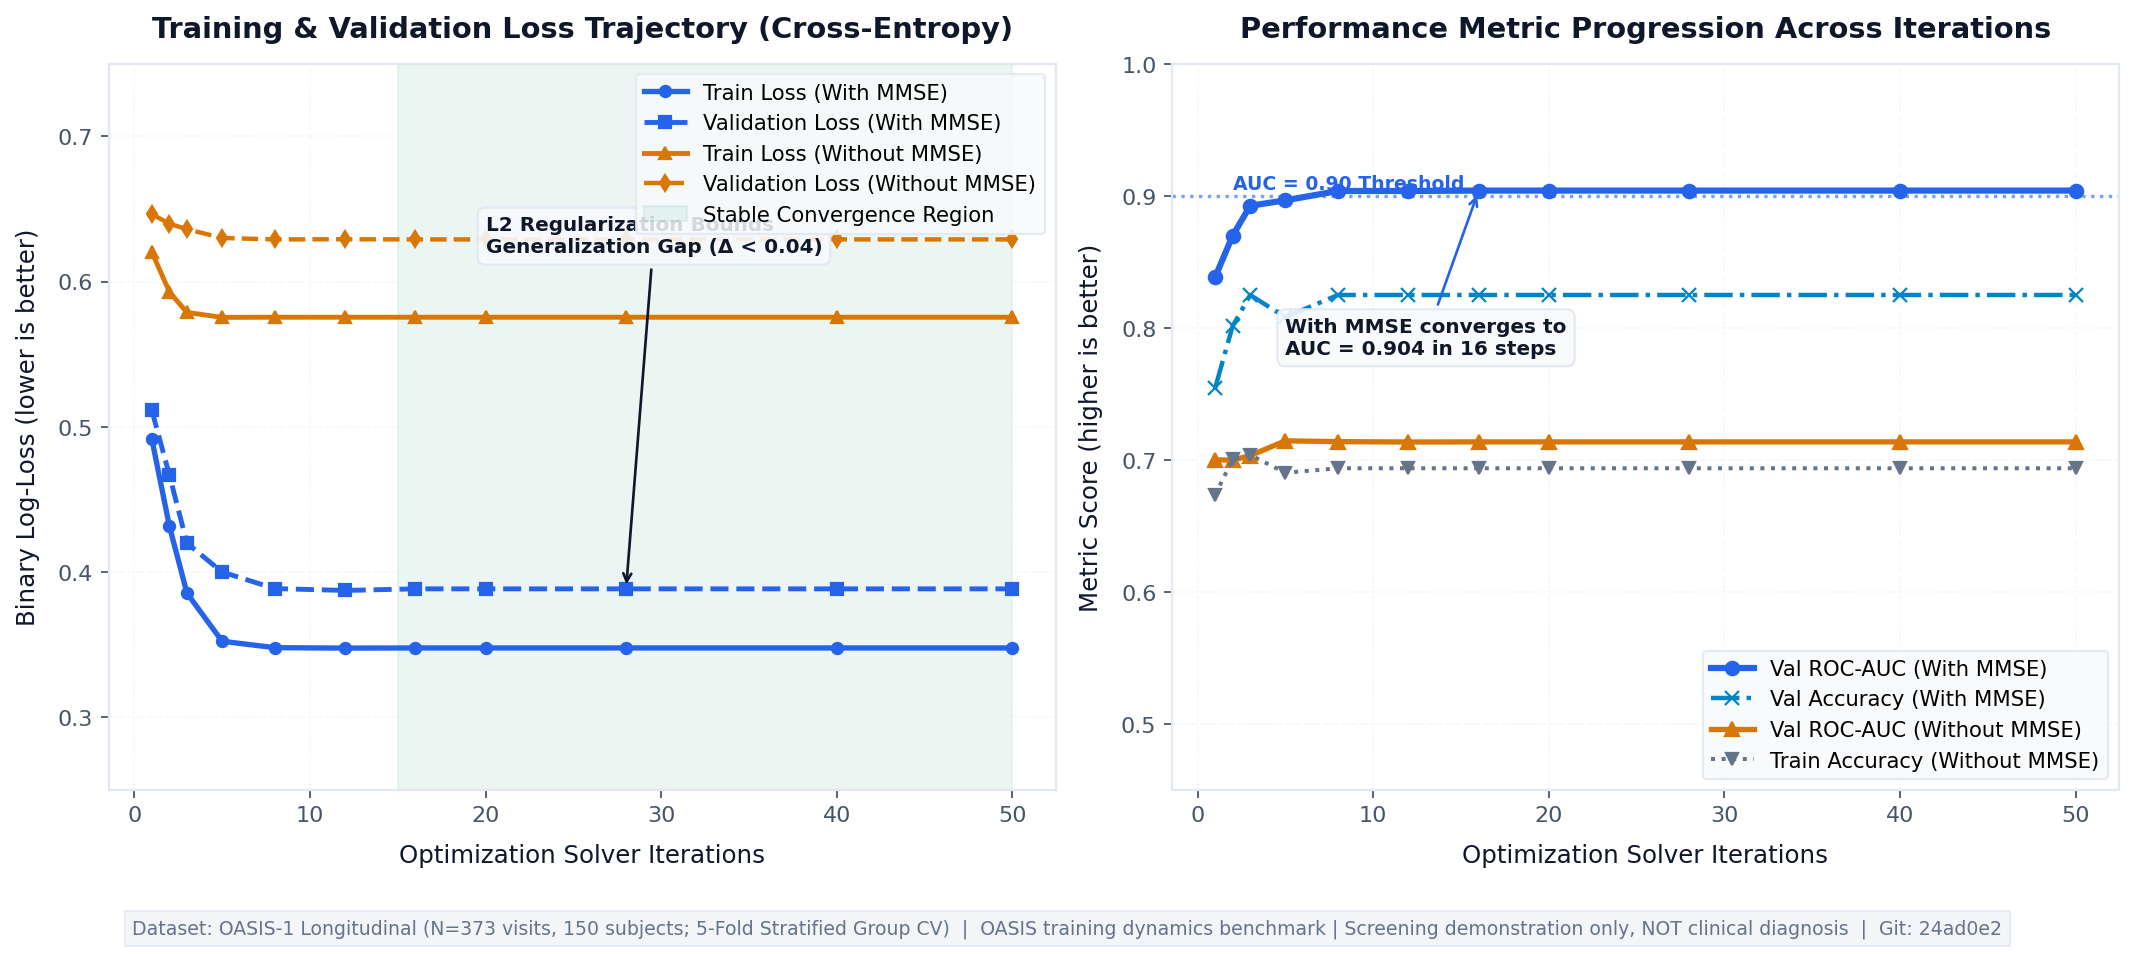 Training & Validation Loss Trajectory (Cross-Entropy)
Binary Log-Loss (lower is better)
0.7
0.6
0.5
0.4
0.3
Train Loss (With MMSE)
Validation Loss (With MMSE)
Train Loss (Without MMSE)
Validation Loss (Without MMSE)
Stable Convergence Region
L2 Regularization Bounds
Generalization Gap (Δ < 0.04)
0
10
20
30
40
50
Optimization Solver Iterations
Performance Metric Progression Across Iterations
Metric Score (higher is better)
1.0
0.9
0.8
0.7
0.6
0.5
AUC = 0.90 Threshold
With MMSE converges to
AUC = 0.904 in 16 steps
Val ROC-AUC (With MMSE)
Val Accuracy (With MMSE)
Val ROC-AUC (Without MMSE)
Train Accuracy (Without MMSE)
0
10
20
30
40
50
Optimization Solver Iterations
Dataset: OASIS-1 Longitudinal (N=373 visits, 150 subjects; 5-Fold Stratified Group CV) | OASIS training dynamics benchmark | Screening demonstration only, NOT clinical diagnosis | Git: 24ad0e2